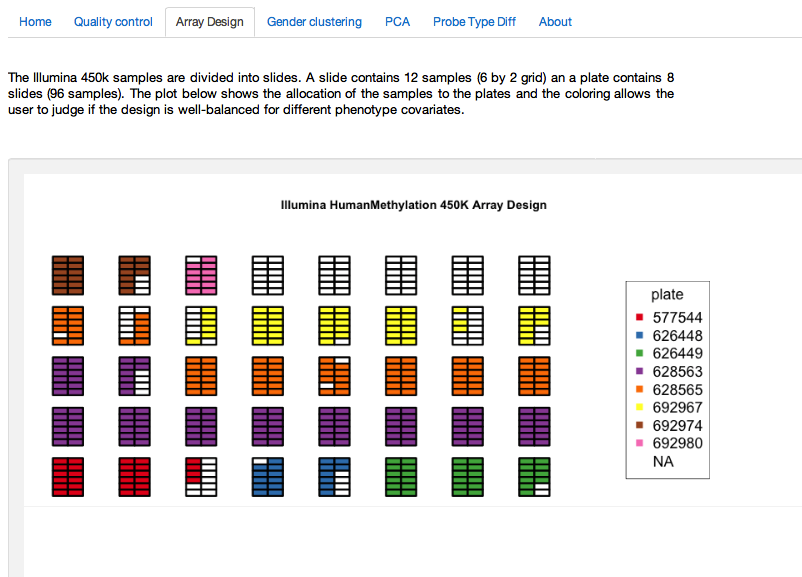 Home Quality control Array Design Gender clustering PCA Probe Type Diff About
The Illumina 450k samples are divided into slides. A slide contains 12 samples (6 by 2 grid) an a plate contains 8
slides (96 samples). The plot below shows the allocation of the samples to the plates and the coloring allows the
user to judge if the design is well-balanced for different phenotype covariates.
Illumina HumanMethylation 450K Array Design
plate
577544
626448
626449
628563
628565
692967
692974
692980
NA